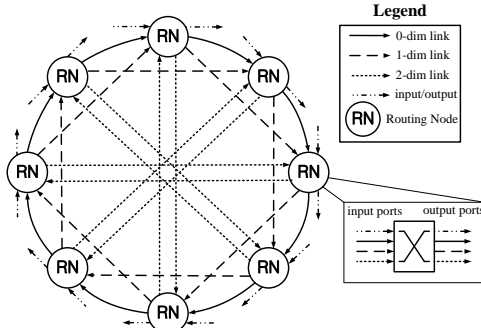 Legend
0-dim link
1-dim link
2-dim link
input/output
RN Routing Node
RN
RN
RN
RN
RN
RN
RN
RN
input ports output ports